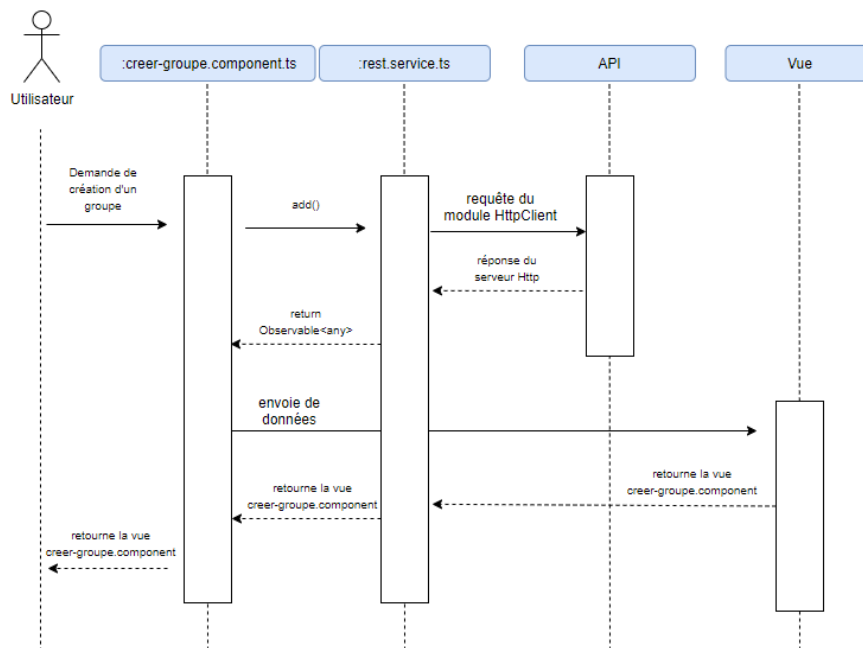 Utilisateur
:creer-groupe.component.ts
:rest.service.ts
API
Vue
Demande de
création d'un
groupe
add()
requête du
module HttpClient
réponse du
serveur Http
return
Observable<any>
envoie de
données
retourne la vue
creer-groupe.component
retourne la vue
creer-groupe.component
retourne la vue
creer-groupe.component